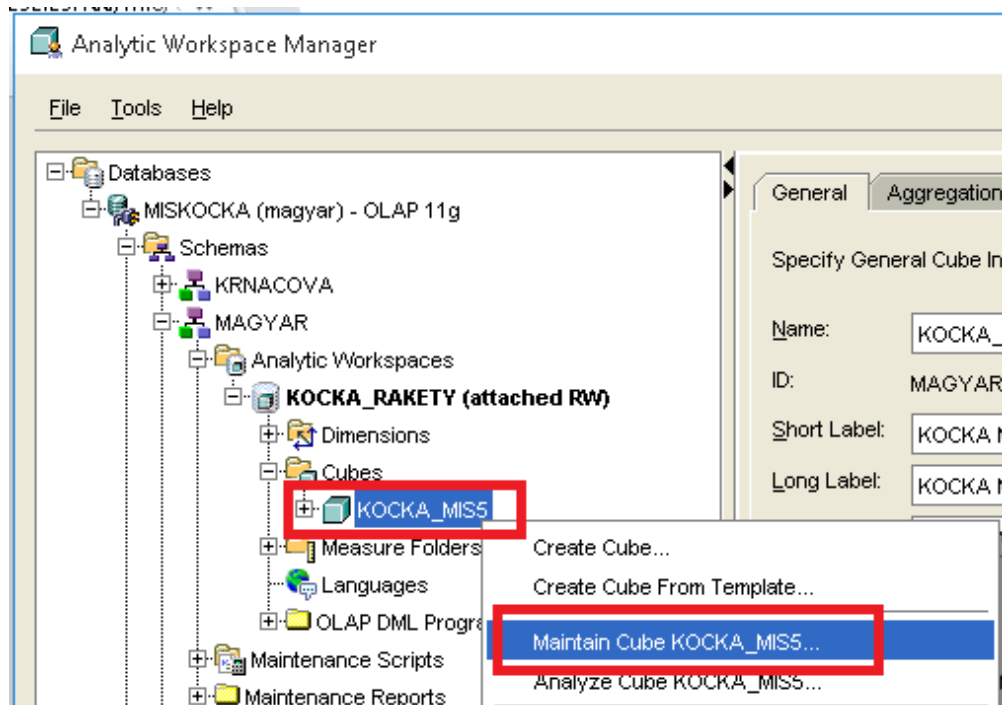 Analytic Workspace Manager
File Tools Help
Databases
MISKOCKA (magyar) - OLAP 11g
Schemas
KRNACOVA
MAGYAR
Analytic Workspaces
KOCKA_RAKETY (attached RW)
Dimensions
Cubes
KOCKA_MIS5
Measure Folders
Languages
OLAP DML Progra
Maintenance Scripts
Maintenance Reports
Create Cube...
Create Cube From Template...
Maintain Cube KOCKA_MIS5...
Analyze Cube KOCKA_MIS5...
General Aggregation
Specify General Cube In
Name: KOCKA_
ID: MAGYAR
Short Label: KOCKA
Long Label: KOCKA